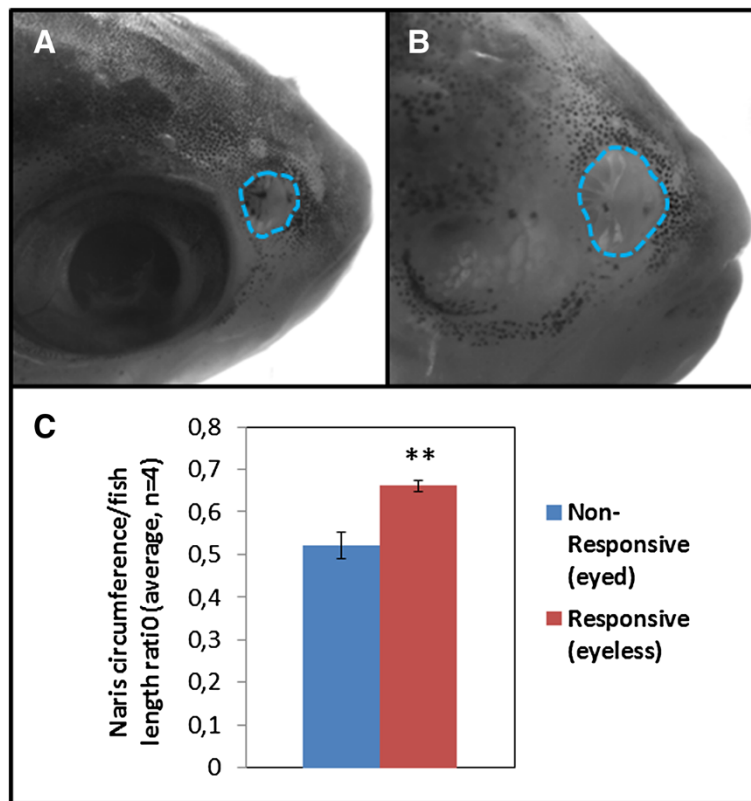 A
B
C
Naris circumference/fish
length rati0 (average, n=4)
0,8
0,7
0,6
0,5
0,4
0,3
0,2
0,1
0
**
Non-
Responsive
(eyed)
Responsive
(eyeless)